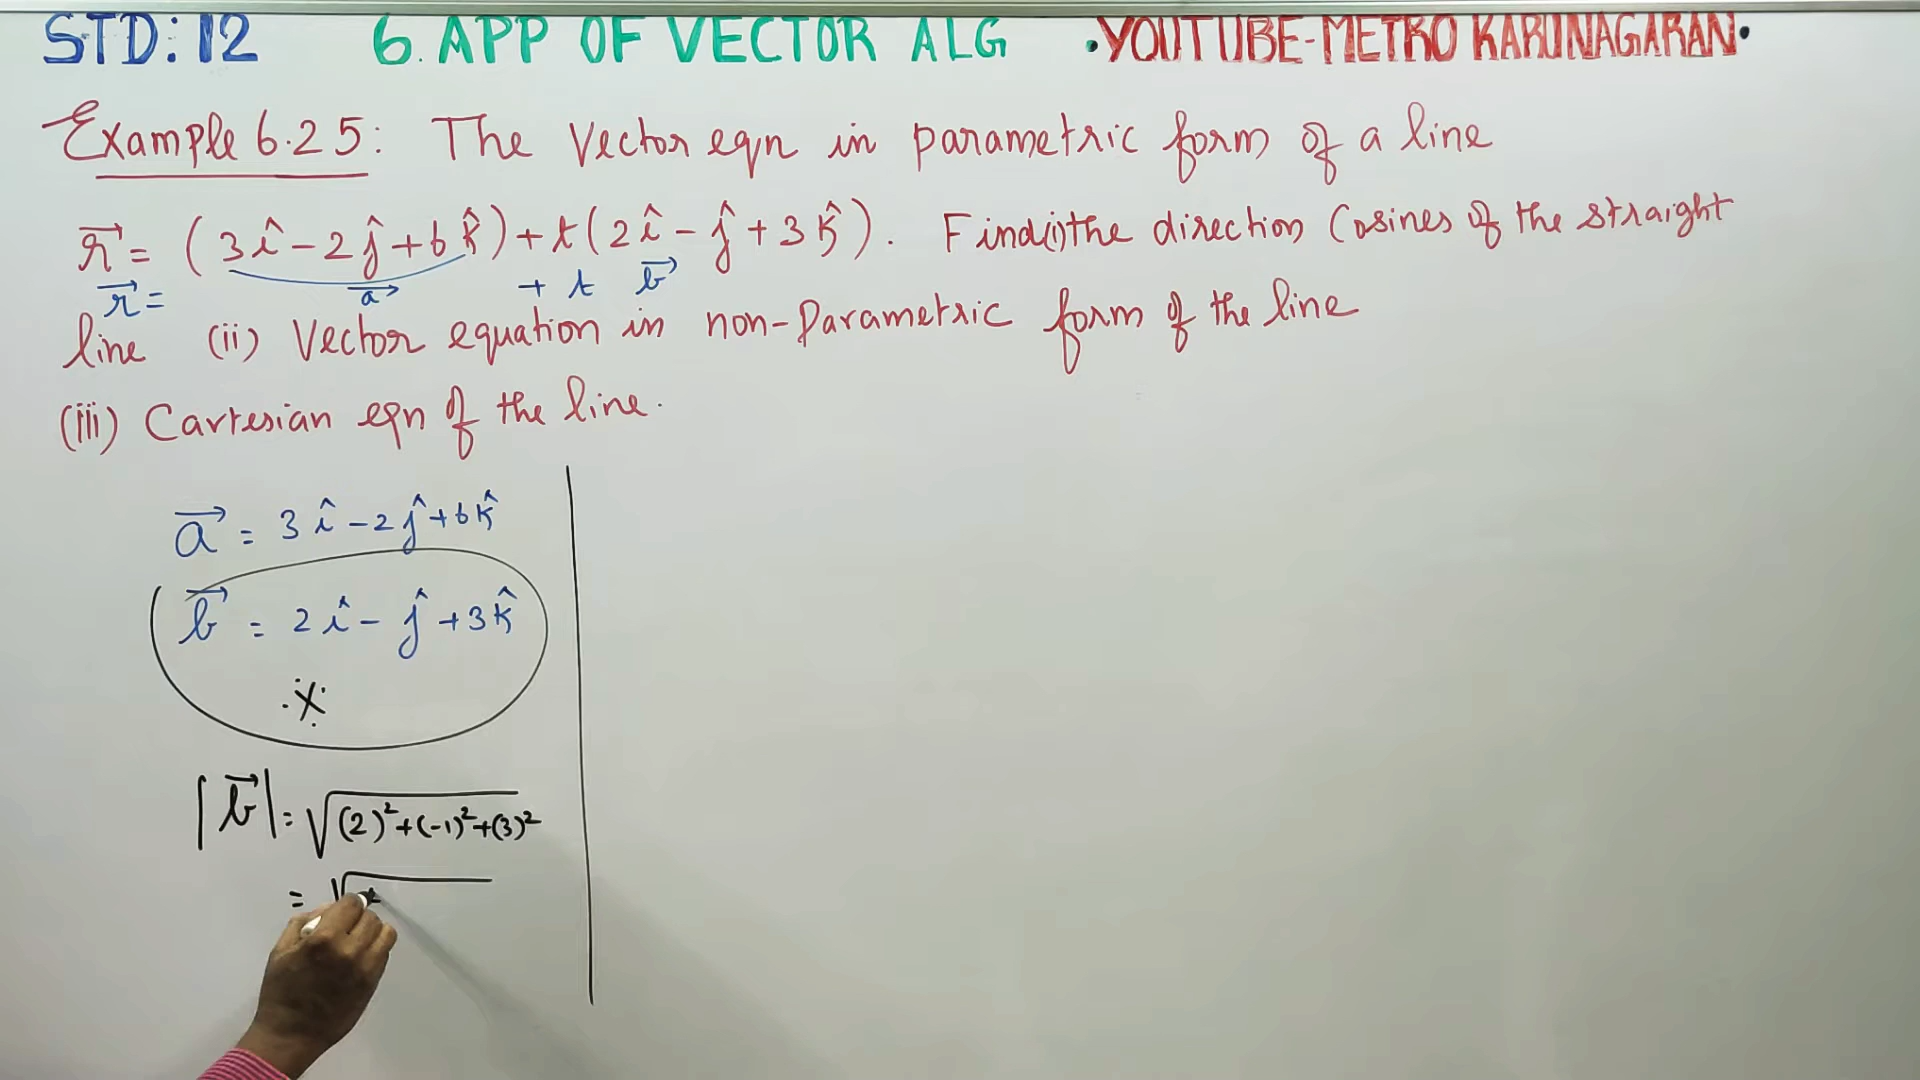 STD: 12 6. APP OF VECTOR ALG •YOUTUBE-METRO KARUNAGARAN•
Example 6.25: The Vector eqn in parametric form of a line
r⃗ = (3î − 2ĵ + 6k̂) + t(2î − ĵ + 3k̂). Find (i) the direction Cosines of the straight
r⃗ = a⃗ + t b⃗
line (ii) Vector equation in non-Parametric form of the line
(iii) Cartesian eqn of the line.
a⃗ = 3î − 2ĵ + 6k̂
b⃗ = 2î − ĵ + 3k̂
|b⃗| = √(2)² + (−1)² + (3)²
= √